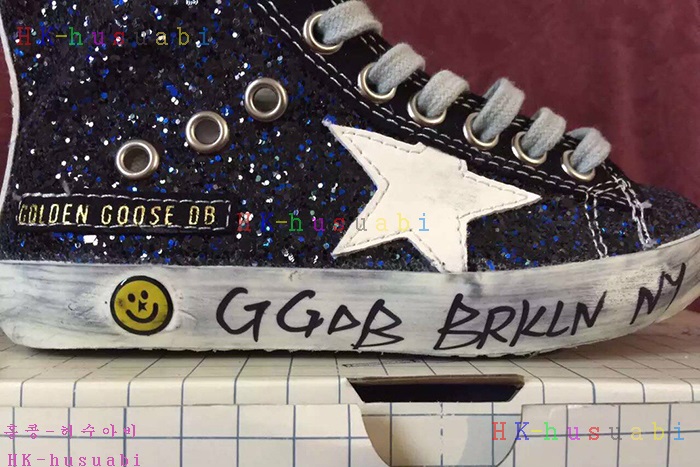 HK-husuabi
GOLDEN GOOSE DB
HK-husuabi
GGDB BRKLN NY
홍콩-허수아비
HK-husuabi
HK-husuabi